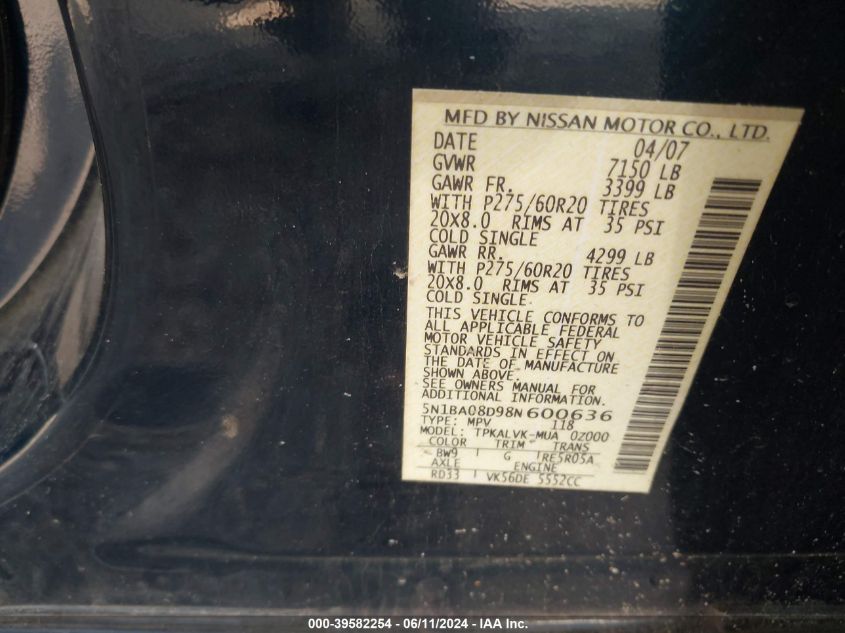 MFD BY NISSAN MOTOR CO., LTD.
DATE 04/07
GVWR 7150 LB
GAWR FR. 3399 LB
WITH P275/60R20 TIRES
20X8.0 RIMS AT 35 PSI
COLD SINGLE
GAWR RR. 4299 LB
WITH P275/60R20 TIRES
20X8.0 RIMS AT 35 PSI
COLD SINGLE.
THIS VEHICLE CONFORMS TO
ALL APPLICABLE FEDERAL
MOTOR VEHICLE SAFETY
STANDARDS IN EFFECT ON
THE DATE OF MANUFACTURE
SHOWN ABOVE.
SEE OWNERS MANUAL FOR
ADDITIONAL INFORMATION.
5N1BA08D98N600636
TYPE: MPV 118
MODEL: TPKALVK-MUA 0Z000
COLOR TRIM TRANS
BW9 G RE5R05A
AXLE ENGINE
RD33 VK56DE 5552CC
000-39582254 - 06/11/2024 - IAA Inc.